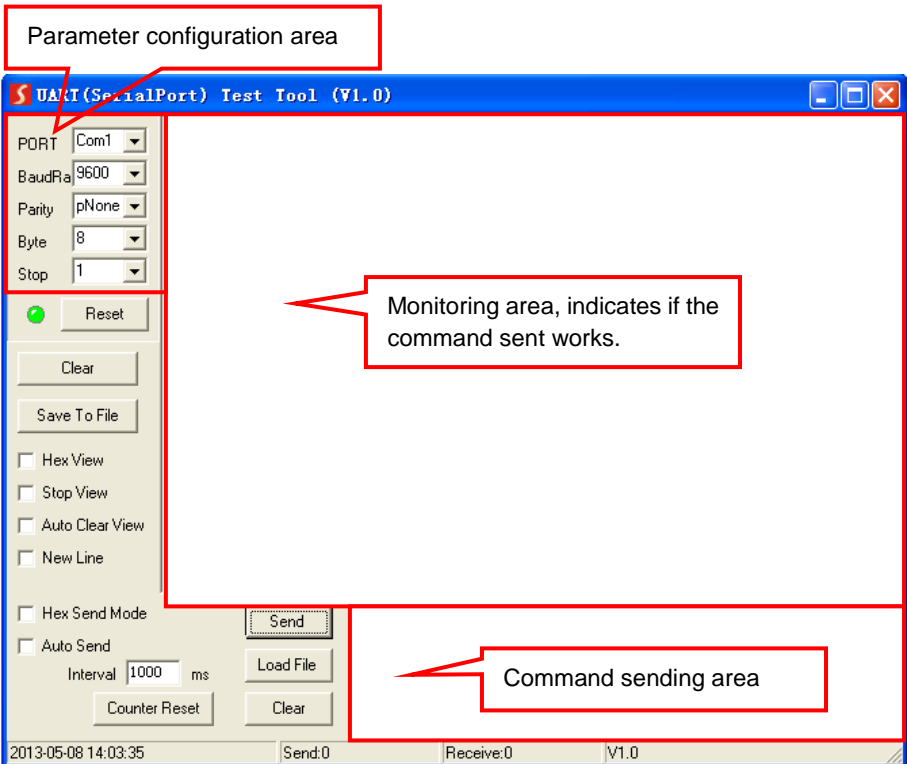 Parameter configuration area
UART(SerialPort) Test Tool (V1.0)
PORT Com1
BaudRa 9600
Parity pNone
Byte 8
Stop 1
Reset
Monitoring area, indicates if the
command sent works.
Clear
Save To File
Hex View
Stop View
Auto Clear View
New Line
Hex Send Mode
Send
Auto Send
Interval 1000 ms
Load File
Command sending area
Counter Reset
Clear
2013-05-08 14:03:35 Send:0 Receive:0 V1.0